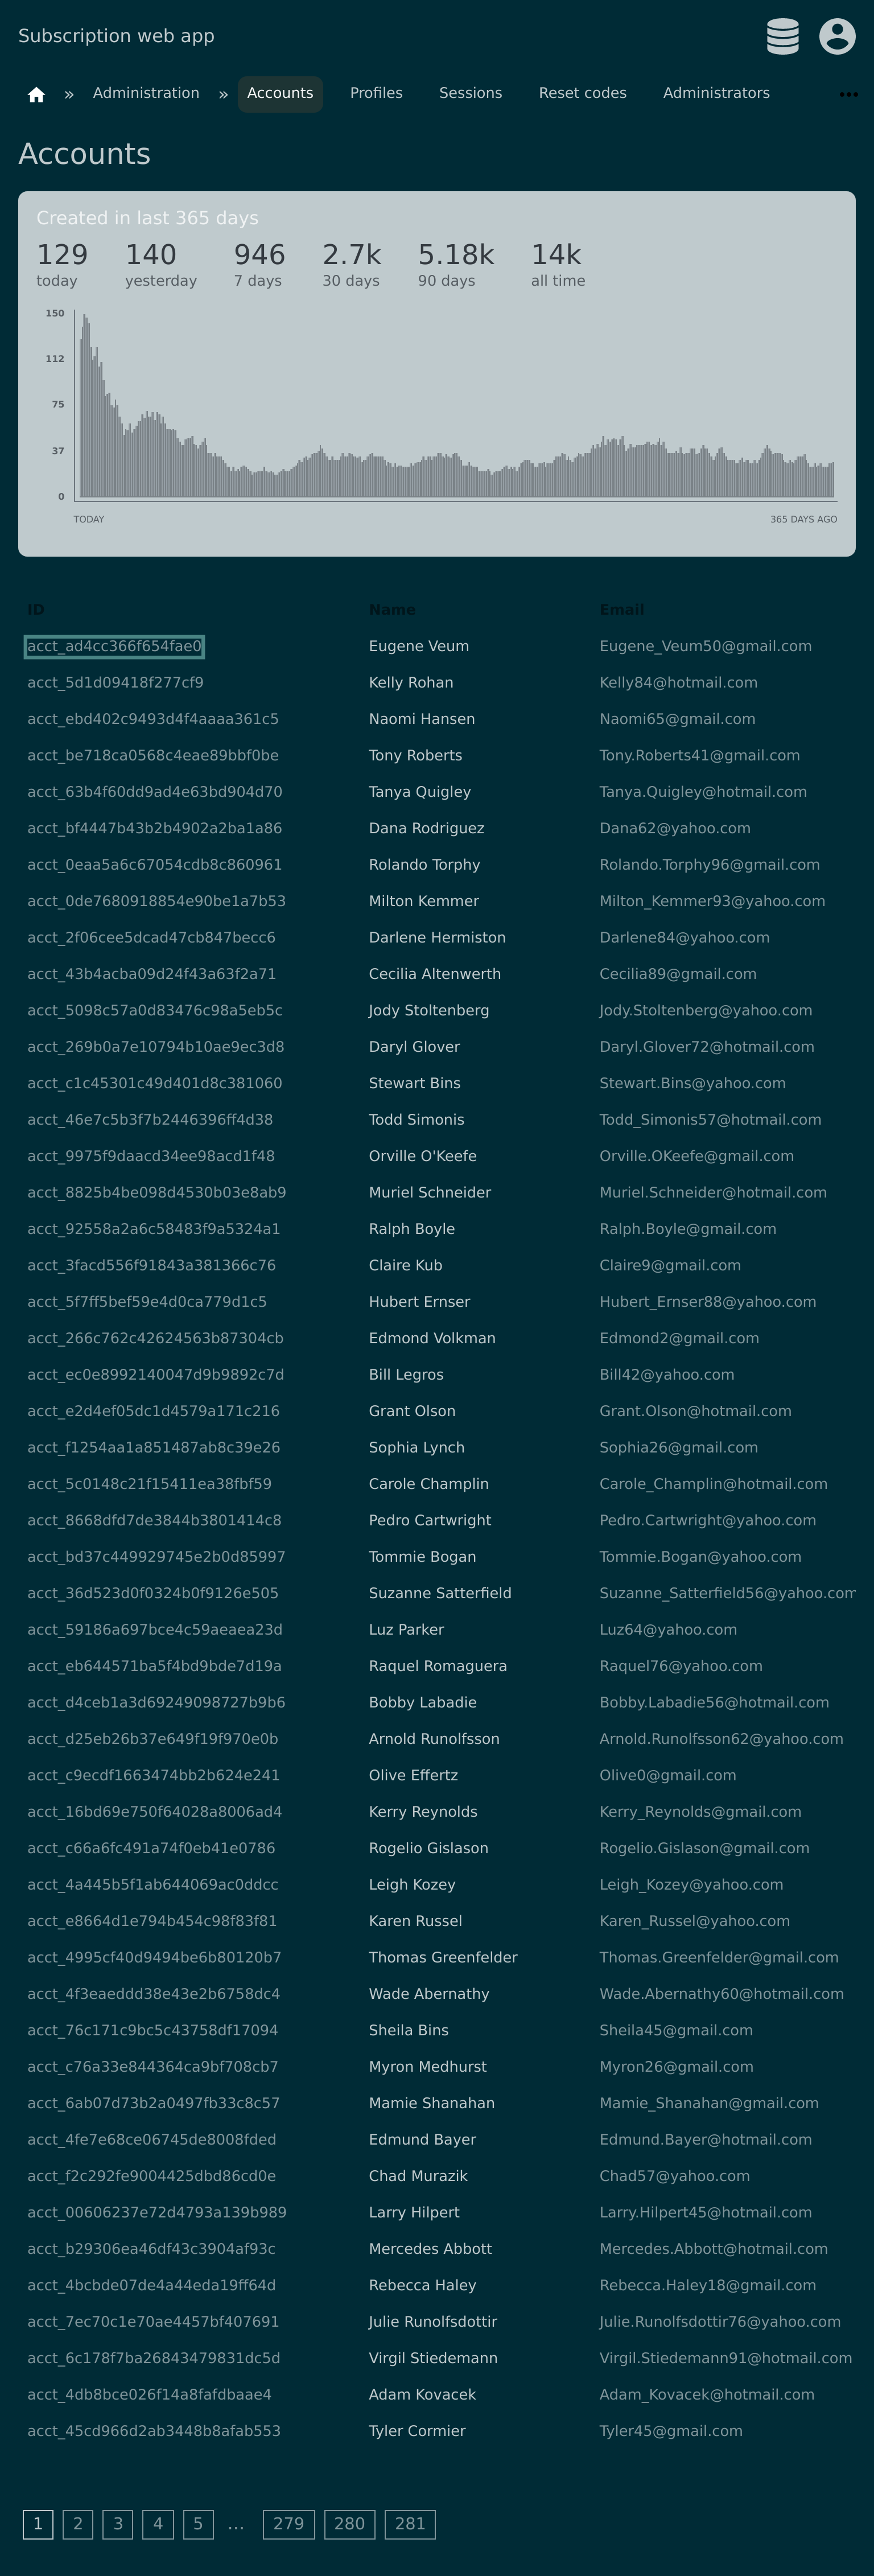 Subscription web app
» Administration » Accounts Profiles Sessions Reset codes Administrators •••
Accounts
Created in last 365 days
129 140 946 2.7k 5.18k 14k
today yesterday 7 days 30 days 90 days all time
150
112
75
37
0
TODAY 365 DAYS AGO
ID Name Email
acct_ad4cc366f654fae0 Eugene Veum Eugene_Veum50@gmail.com
acct_5d1d09418f277cf9 Kelly Rohan Kelly84@hotmail.com
acct_ebd402c9493d4f4aaaa361c5 Naomi Hansen Naomi65@gmail.com
acct_be718ca0568c4eae89bbf0be Tony Roberts Tony.Roberts41@gmail.com
acct_63b4f60dd9ad4e63bd904d70 Tanya Quigley Tanya.Quigley@hotmail.com
acct_bf4447b43b2b4902a2ba1a86 Dana Rodriguez Dana62@yahoo.com
acct_0eaa5a6c67054cdb8c860961 Rolando Torphy Rolando.Torphy96@gmail.com
acct_0de7680918854e90be1a7b53 Milton Kemmer Milton_Kemmer93@yahoo.com
acct_2f06cee5dcad47cb847becc6 Darlene Hermiston Darlene84@yahoo.com
acct_43b4acba09d24f43a63f2a71 Cecilia Altenwerth Cecilia89@gmail.com
acct_5098c57a0d83476c98a5eb5c Jody Stoltenberg Jody.Stoltenberg@yahoo.com
acct_269b0a7e10794b10ae9ec3d8 Daryl Glover Daryl.Glover72@hotmail.com
acct_c1c45301c49d401d8c381060 Stewart Bins Stewart.Bins@yahoo.com
acct_46e7c5b3f7b2446396ff4d38 Todd Simonis Todd_Simonis57@hotmail.com
acct_9975f9daacd34ee98acd1f48 Orville O'Keefe Orville.OKeefe@gmail.com
acct_8825b4be098d4530b03e8ab9 Muriel Schneider Muriel.Schneider@hotmail.com
acct_92558a2a6c58483f9a5324a1 Ralph Boyle Ralph.Boyle@gmail.com
acct_3facd556f91843a381366c76 Claire Kub Claire9@gmail.com
acct_5f7ff5bef59e4d0ca779d1c5 Hubert Ernser Hubert_Ernser88@yahoo.com
acct_266c762c42624563b87304cb Edmond Volkman Edmond2@gmail.com
acct_ec0e8992140047d9b9892c7d Bill Legros Bill42@yahoo.com
acct_e2d4ef05dc1d4579a171c216 Grant Olson Grant.Olson@hotmail.com
acct_f1254aa1a851487ab8c39e26 Sophia Lynch Sophia26@gmail.com
acct_5c0148c21f15411ea38fbf59 Carole Champlin Carole_Champlin@hotmail.com
acct_8668dfd7de3844b3801414c8 Pedro Cartwright Pedro.Cartwright@yahoo.com
acct_bd37c449929745e2b0d85997 Tommie Bogan Tommie.Bogan@yahoo.com
acct_36d523d0f0324b0f9126e505 Suzanne Satterfield Suzanne_Satterfield56@yahoo.com
acct_59186a697bce4c59aeaea23d Luz Parker Luz64@yahoo.com
acct_eb644571ba5f4bd9bde7d19a Raquel Romaguera Raquel76@yahoo.com
acct_d4ceb1a3d69249098727b9b6 Bobby Labadie Bobby.Labadie56@hotmail.com
acct_d25eb26b37e649f19f970e0b Arnold Runolfsson Arnold.Runolfsson62@yahoo.com
acct_c9ecdf1663474bb2b624e241 Olive Effertz Olive0@gmail.com
acct_16bd69e750f64028a8006ad4 Kerry Reynolds Kerry_Reynolds@gmail.com
acct_c66a6fc491a74f0eb41e0786 Rogelio Gislason Rogelio.Gislason@gmail.com
acct_4a445b5f1ab644069ac0ddcc Leigh Kozey Leigh_Kozey@yahoo.com
acct_e8664d1e794b454c98f83f81 Karen Russel Karen_Russel@yahoo.com
acct_4995cf40d9494be6b80120b7 Thomas Greenfelder Thomas.Greenfelder@gmail.com
acct_4f3eaeddd38e43e2b6758dc4 Wade Abernathy Wade.Abernathy60@hotmail.com
acct_76c171c9bc5c43758df17094 Sheila Bins Sheila45@gmail.com
acct_c76a33e844364ca9bf708cb7 Myron Medhurst Myron26@gmail.com
acct_6ab07d73b2a0497fb33c8c57 Mamie Shanahan Mamie_Shanahan@gmail.com
acct_4fe7e68ce06745de8008fded Edmund Bayer Edmund.Bayer@hotmail.com
acct_f2c292fe9004425dbd86cd0e Chad Murazik Chad57@yahoo.com
acct_00606237e72d4793a139b989 Larry Hilpert Larry.Hilpert45@hotmail.com
acct_b29306ea46df43c3904af93c Mercedes Abbott Mercedes.Abbott@hotmail.com
acct_4bcbde07de4a44eda19ff64d Rebecca Haley Rebecca.Haley18@gmail.com
acct_7ec70c1e70ae4457bf407691 Julie Runolfsdottir Julie.Runolfsdottir76@yahoo.com
acct_6c178f7ba26843479831dc5d Virgil Stiedemann Virgil.Stiedemann91@hotmail.com
acct_4db8bce026f14a8fafdbaae4 Adam Kovacek Adam_Kovacek@hotmail.com
acct_45cd966d2ab3448b8afab553 Tyler Cormier Tyler45@gmail.com
1 2 3 4 5 … 279 280 281